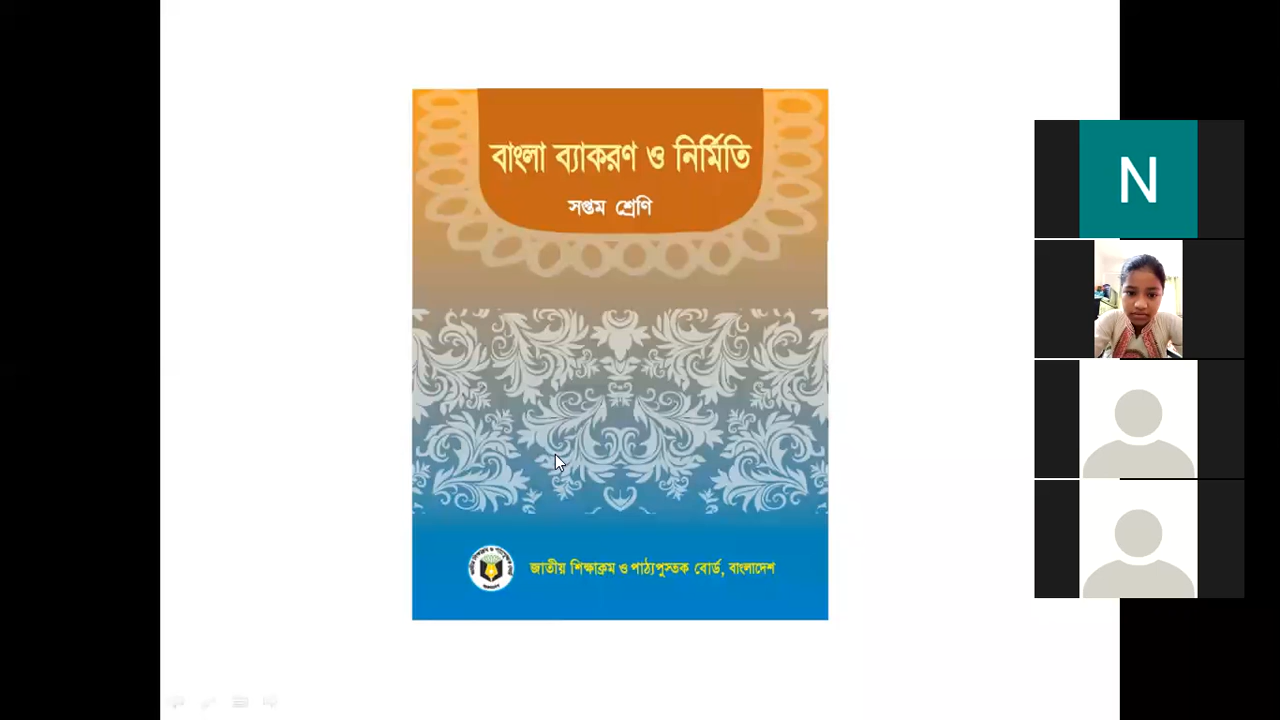 বাংলা ব্যাকরণ ও নির্মিতি
সপ্তম শ্রেণি
জাতীয় শিক্ষাক্রম ও পাঠ্যপুস্তক বোর্ড, বাংলাদেশ
N